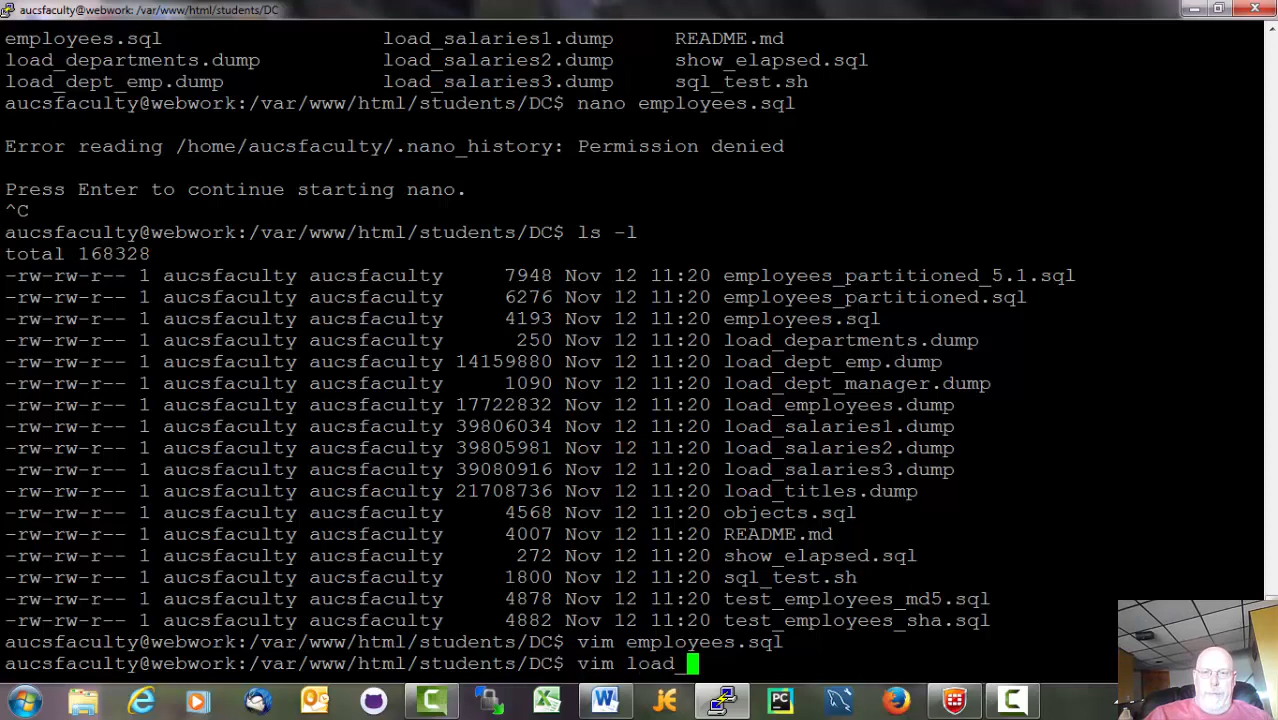 aucsfaculty@webwork: /var/www/html/students/DC
employees.sql load_salaries1.dump README.md
load_departments.dump load_salaries2.dump show_elapsed.sql
load_dept_emp.dump load_salaries3.dump sql_test.sh
aucsfaculty@webwork:/var/www/html/students/DC$ nano employees.sql
Error reading /home/aucsfaculty/.nano_history: Permission denied
Press Enter to continue starting nano.
^C
aucsfaculty@webwork:/var/www/html/students/DC$ ls -l
total 168328
-rw-rw-r-- 1 aucsfaculty aucsfaculty 7948 Nov 12 11:20 employees_partitioned_5.1.sql
-rw-rw-r-- 1 aucsfaculty aucsfaculty 6276 Nov 12 11:20 employees_partitioned.sql
-rw-rw-r-- 1 aucsfaculty aucsfaculty 4193 Nov 12 11:20 employees.sql
-rw-rw-r-- 1 aucsfaculty aucsfaculty 250 Nov 12 11:20 load_departments.dump
-rw-rw-r-- 1 aucsfaculty aucsfaculty 14159880 Nov 12 11:20 load_dept_emp.dump
-rw-rw-r-- 1 aucsfaculty aucsfaculty 1090 Nov 12 11:20 load_dept_manager.dump
-rw-rw-r-- 1 aucsfaculty aucsfaculty 17722832 Nov 12 11:20 load_employees.dump
-rw-rw-r-- 1 aucsfaculty aucsfaculty 39806034 Nov 12 11:20 load_salaries1.dump
-rw-rw-r-- 1 aucsfaculty aucsfaculty 39805981 Nov 12 11:20 load_salaries2.dump
-rw-rw-r-- 1 aucsfaculty aucsfaculty 39080916 Nov 12 11:20 load_salaries3.dump
-rw-rw-r-- 1 aucsfaculty aucsfaculty 21708736 Nov 12 11:20 load_titles.dump
-rw-rw-r-- 1 aucsfaculty aucsfaculty 4568 Nov 12 11:20 objects.sql
-rw-rw-r-- 1 aucsfaculty aucsfaculty 4007 Nov 12 11:20 README.md
-rw-rw-r-- 1 aucsfaculty aucsfaculty 272 Nov 12 11:20 show_elapsed.sql
-rw-rw-r-- 1 aucsfaculty aucsfaculty 1800 Nov 12 11:20 sql_test.sh
-rw-rw-r-- 1 aucsfaculty aucsfaculty 4878 Nov 12 11:20 test_employees_md5.sql
-rw-rw-r-- 1 aucsfaculty aucsfaculty 4882 Nov 12 11:20 test_employees_sha.sql
aucsfaculty@webwork:/var/www/html/students/DC$ vim employees.sql
aucsfaculty@webwork:/var/www/html/students/DC$ vim load_